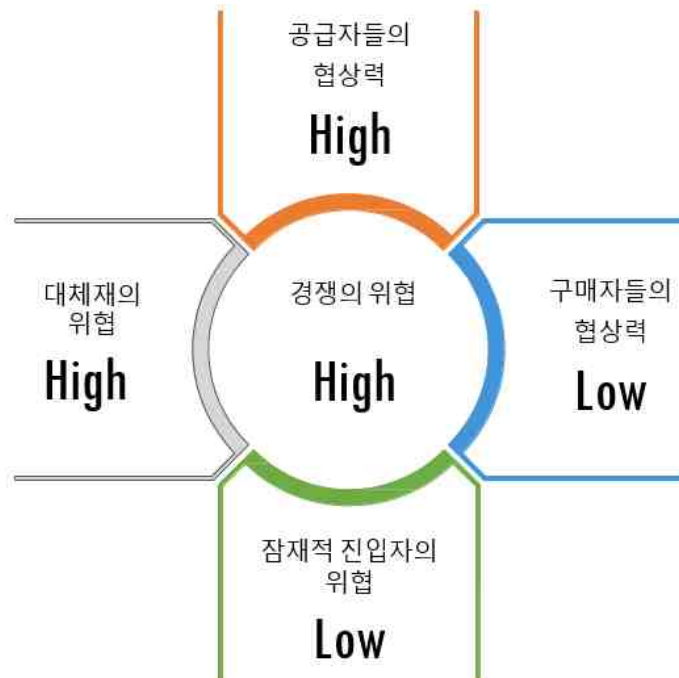 공급자들의
협상력
High
대체재의
위협
High
경쟁의 위협
High
구매자들의
협상력
Low
잠재적 진입자의
위협
Low